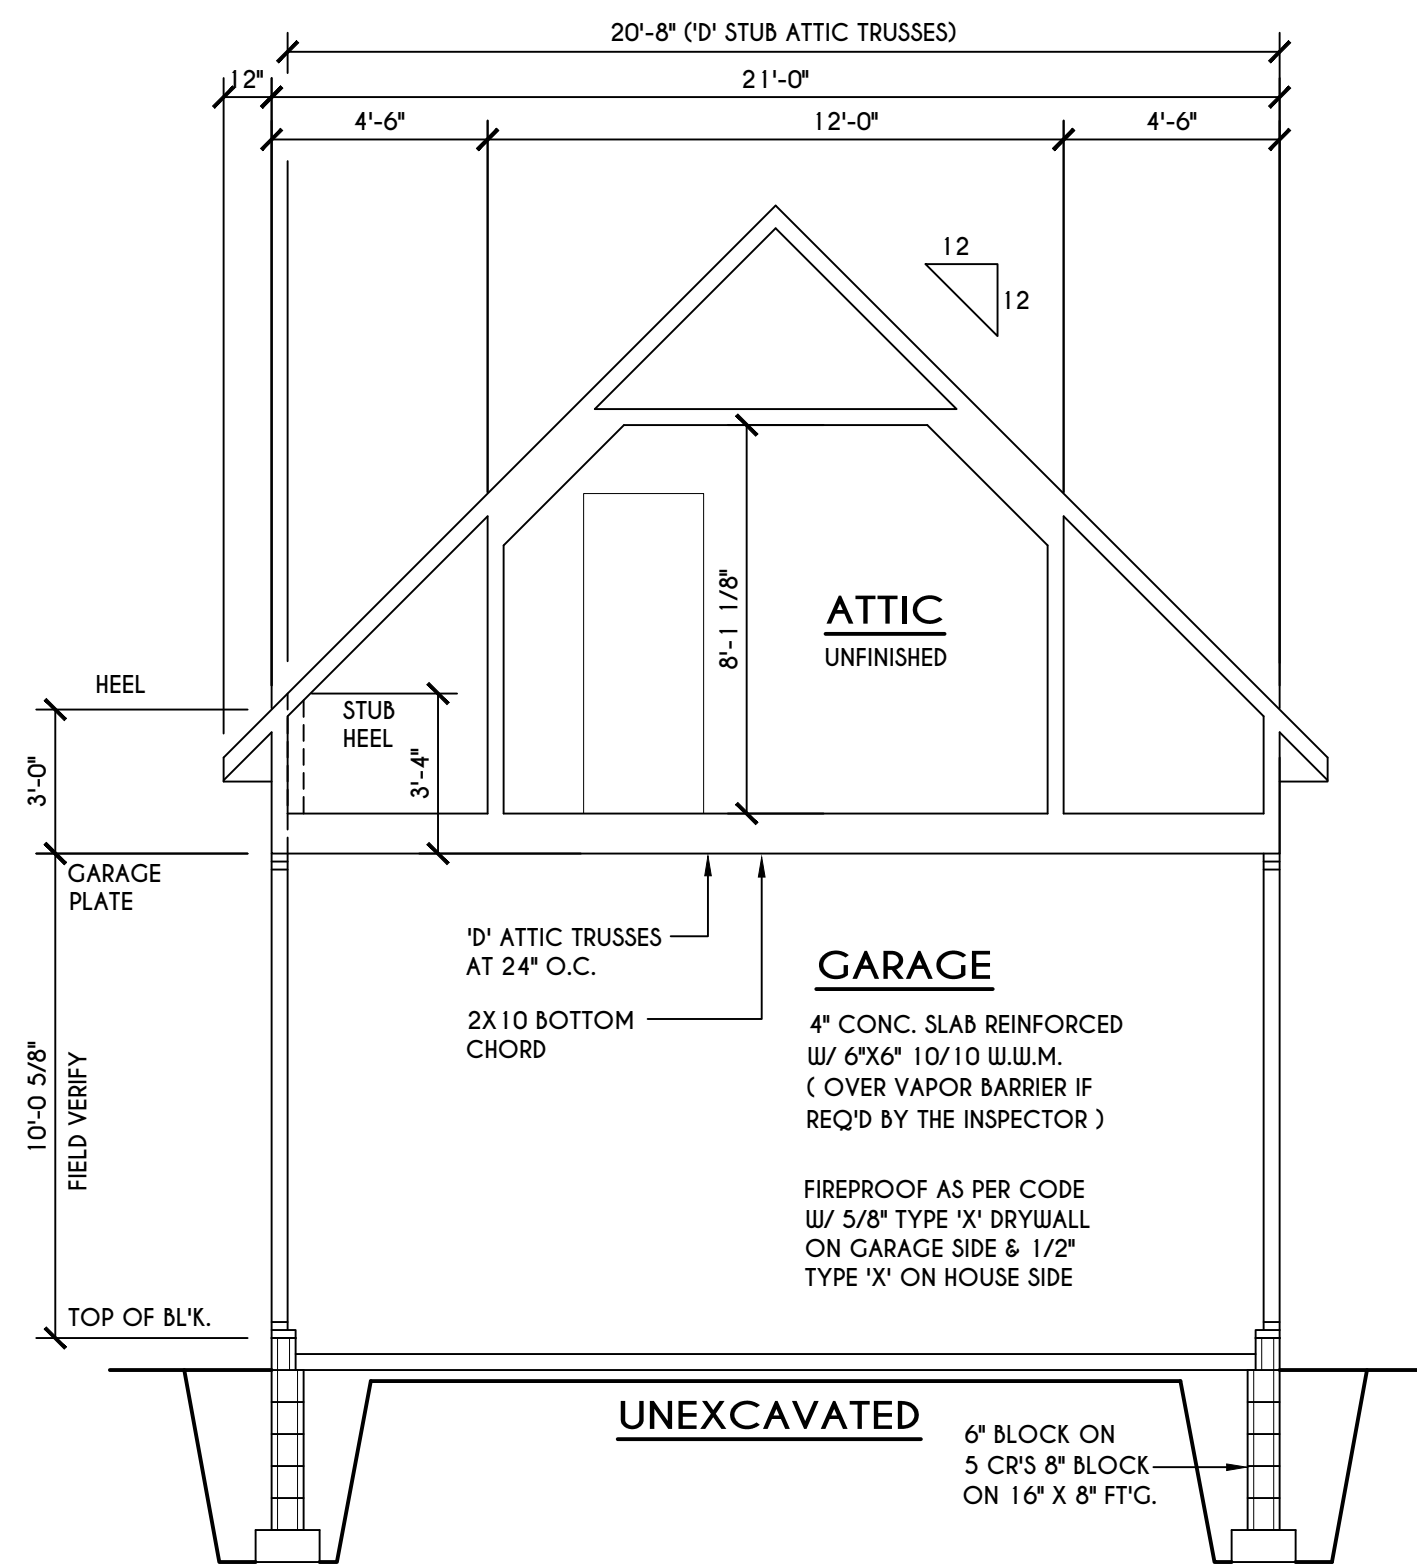 20'-8" ('D' STUB ATTIC TRUSSES)
12"
21'-0"
4'-6"
12'-0"
4'-6"
12
12
8'-1 1/8"
ATTIC
UNFINISHED
HEEL
STUB
HEEL
3'-4"
3'-0"
GARAGE
PLATE
'D' ATTIC TRUSSES
AT 24" O.C.
2X10 BOTTOM
CHORD
GARAGE
4" CONC. SLAB REINFORCED
W/ 6"X6" 10/10 W.W.M.
( OVER VAPOR BARRIER IF
REQ'D BY THE INSPECTOR )
10'-0 5/8"
FIELD VERIFY
FIREPROOF AS PER CODE
W/ 5/8" TYPE 'X' DRYWALL
ON GARAGE SIDE & 1/2"
TYPE 'X' ON HOUSE SIDE
TOP OF BL'K.
UNEXCAVATED
6" BLOCK ON
5 CR'S 8" BLOCK
ON 16" X 8" FT'G.